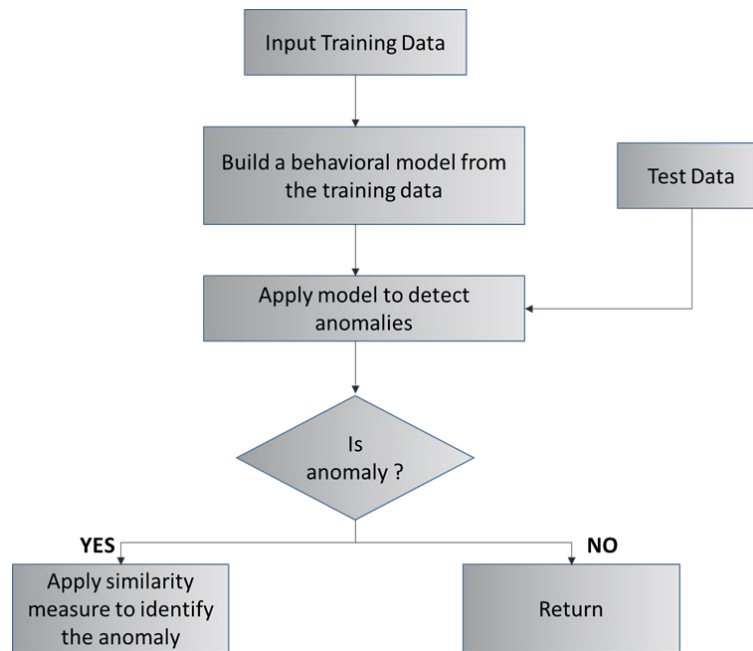 Input Training Data
Build a behavioral model from
the training data
Test Data
Apply model to detect
anomalies
Is
anomaly ?
YES
NO
Apply similarity
measure to identify
the anomaly
Return